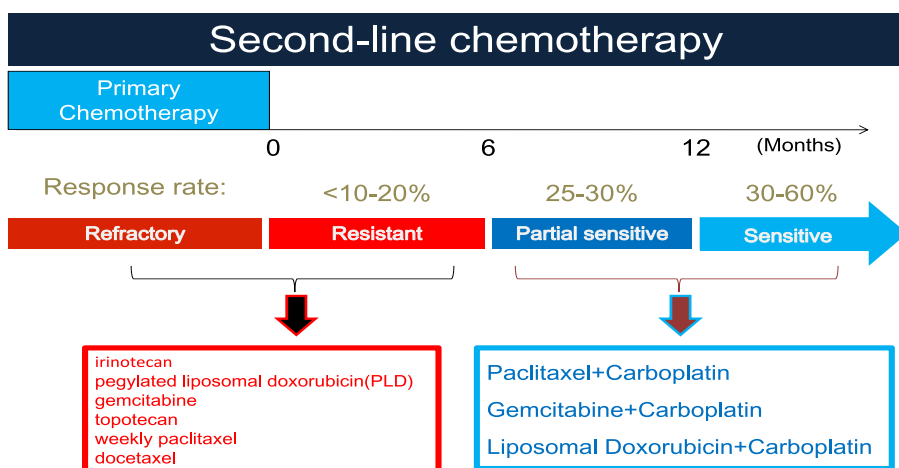 Second-line chemotherapy
Primary
Chemotherapy
0
6
12
(Months)
Response rate:
<10-20%
25-30%
30-60%
Refractory
Resistant
Partial sensitive
Sensitive
irinotecan
pegylated liposomal doxorubicin(PLD)
gemcitabine
topotecan
weekly paclitaxel
docetaxel
Paclitaxel+Carboplatin
Gemcitabine+Carboplatin
Liposomal Doxorubicin+Carboplatin